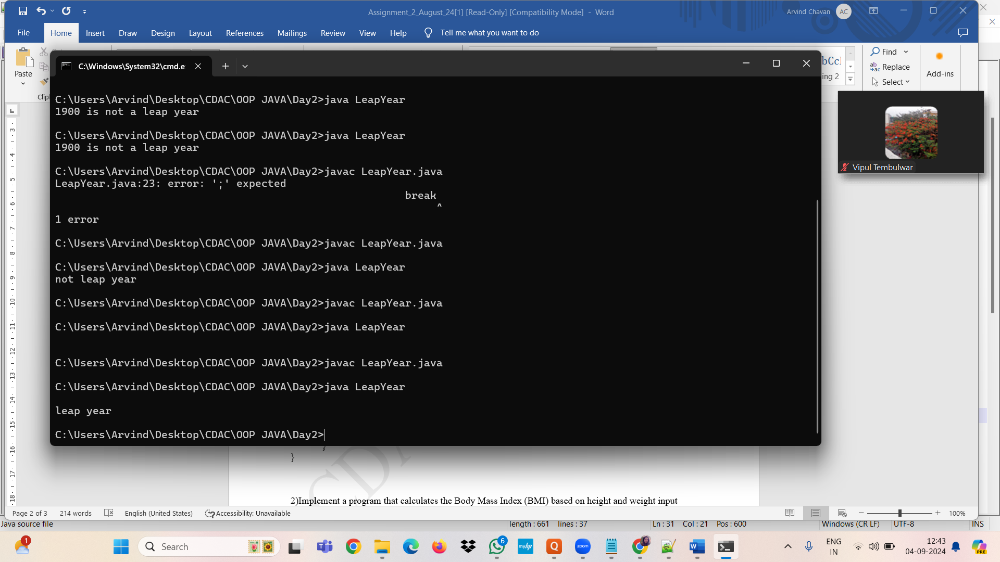 Assignment_2_August_24[1] [Read-Only] [Compatibility Mode] - Word
Arvind Chavan AC
File Home Insert Draw Design Layout References Mailings Review View Help Tell me what you want to do
Paste
Find
Replace
Select
Add-ins
C:\Windows\System32\cmd.e
C:\Users\Arvind\Desktop\CDAC\OOP JAVA\Day2>java LeapYear
1900 is not a leap year
C:\Users\Arvind\Desktop\CDAC\OOP JAVA\Day2>java LeapYear
1900 is not a leap year
C:\Users\Arvind\Desktop\CDAC\OOP JAVA\Day2>javac LeapYear.java
LeapYear.java:23: error: ';' expected
break
^
1 error
C:\Users\Arvind\Desktop\CDAC\OOP JAVA\Day2>javac LeapYear.java
C:\Users\Arvind\Desktop\CDAC\OOP JAVA\Day2>java LeapYear
not leap year
C:\Users\Arvind\Desktop\CDAC\OOP JAVA\Day2>javac LeapYear.java
C:\Users\Arvind\Desktop\CDAC\OOP JAVA\Day2>java LeapYear
C:\Users\Arvind\Desktop\CDAC\OOP JAVA\Day2>javac LeapYear.java
C:\Users\Arvind\Desktop\CDAC\OOP JAVA\Day2>java LeapYear
leap year
C:\Users\Arvind\Desktop\CDAC\OOP JAVA\Day2>
Vipul Tembulwar
}
}
2)Implement a program that calculates the Body Mass Index (BMI) based on height and weight input
Page 2 of 3 214 words English (United States) Accessibility: Unavailable 100%
Java source file length : 661 lines : 37 Ln : 31 Col : 21 Pos : 600 Windows (CR LF) UTF-8 INS
1 Search 6 myhp zoom ENG 12:43
IN 04-09-2024 PRE